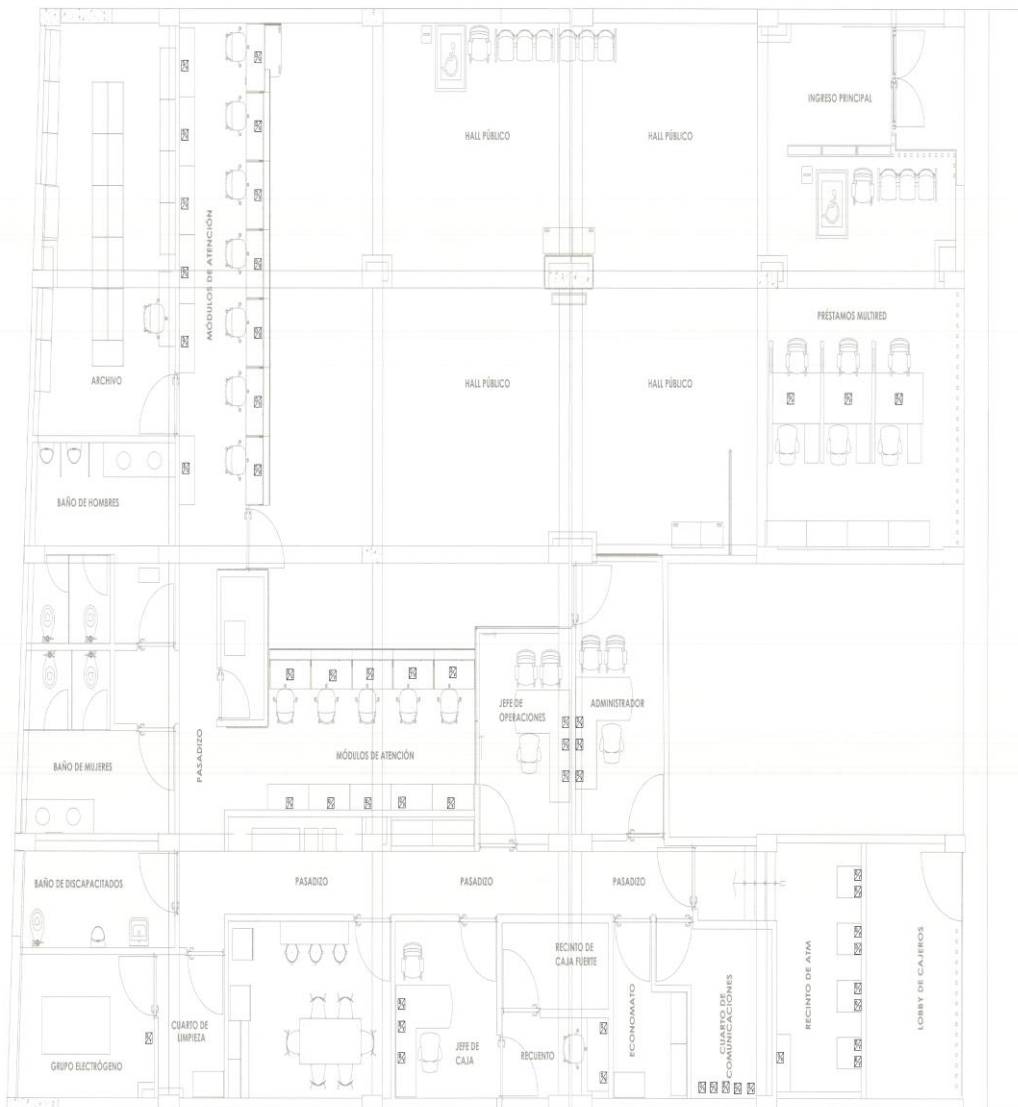 INGRESO PRINCIPAL
HALL PÚBLICO
HALL PÚBLICO
MÓDULOS DE ATENCIÓN
PRÉSTAMOS MULTIRED
ARCHIVO
HALL PÚBLICO
HALL PÚBLICO
BAÑO DE HOMBRES
JEFE DE
OPERACIONES
ADMINISTRADOR
PASADIZO
MÓDULOS DE ATENCIÓN
BAÑO DE MUJERES
BAÑO DE DISCAPACITADOS
PASADIZO
PASADIZO
PASADIZO
RECINTO DE
CAJA FUERTE
RECINTO DE ATM
LOBBY DE CAJEROS
ECONOMATO
CUARTO DE
COMUNICACIONES
CUARTO DE
LIMPIEZA
JEFE DE
CAJA
RECUENTO
GRUPO ELECTRÓGENO